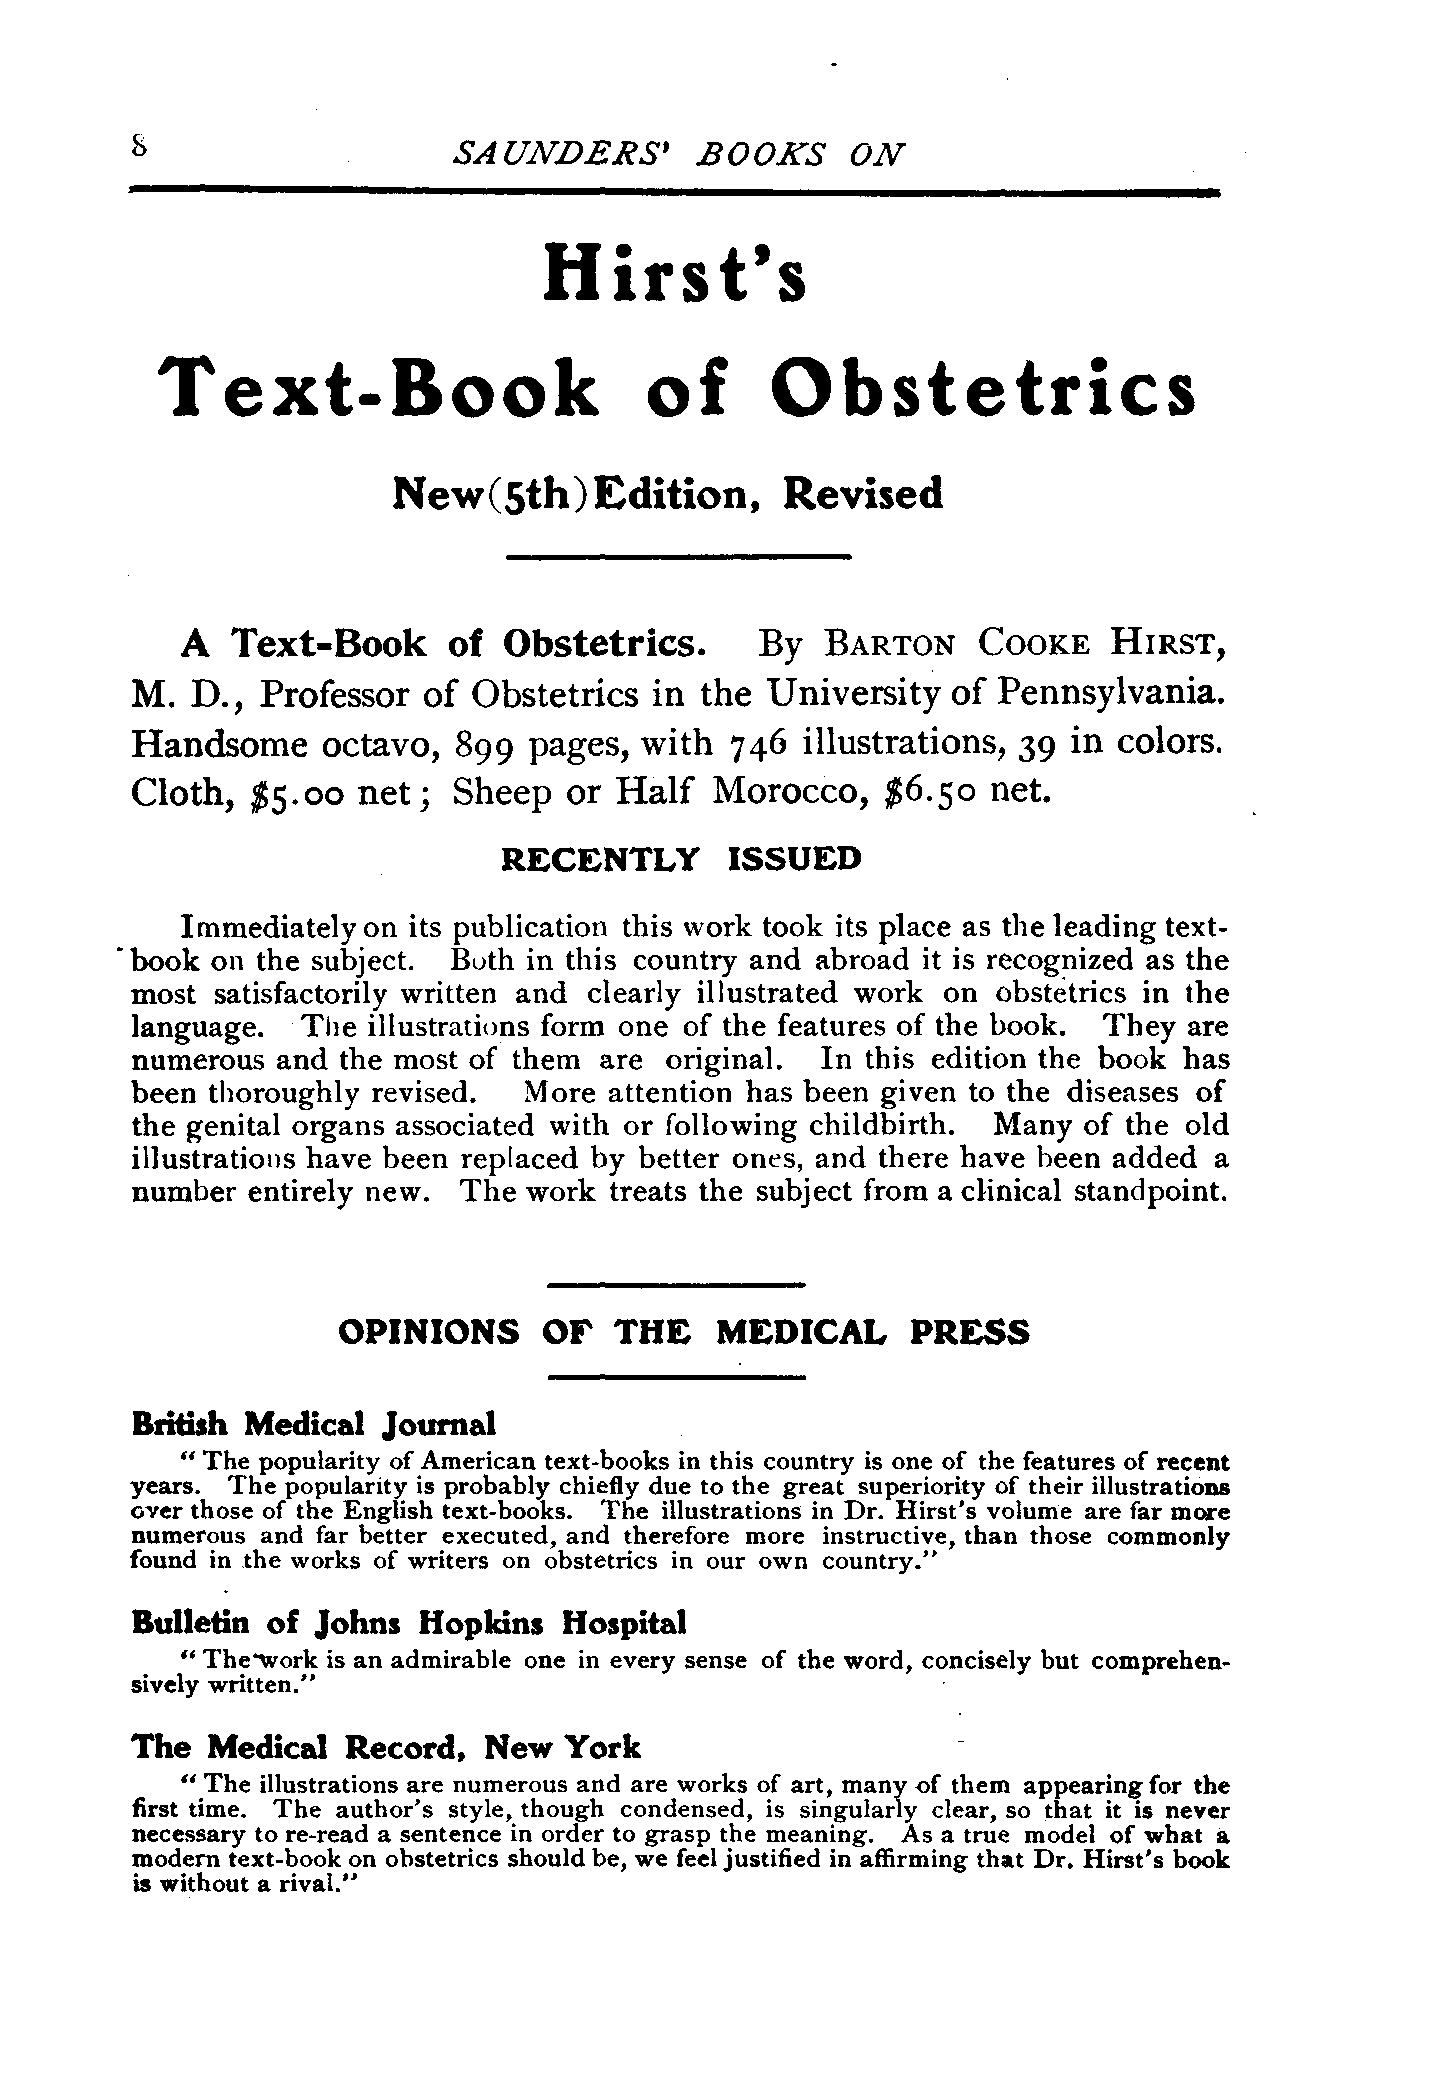 8
SAUNDERS' BOOKS ON
Hirst's
Text-Book of Obstetrics
New (5th) Edition, Revised
A Text-Book of Obstetrics. By BARTON COOKE HIRST,
M. D., Professor of Obstetrics in the University of Pennsylvania.
Handsome octavo, 899 pages, with 746 illustrations, 39 in colors.
Cloth, $5.00 net; Sheep or Half Morocco, $6.50 net.
RECENTLY ISSUED
Immediately on its publication this work took its place as the leading text-
book on the subject. Both in this country and abroad it is recognized as the
most satisfactorily written and clearly illustrated work on obstetrics in the
language. The illustrations form one of the features of the book. They are
numerous and the most of them are original. In this edition the book has
been thoroughly revised. More attention has been given to the diseases of
the genital organs associated with or following childbirth. Many of the old
illustrations have been replaced by better ones, and there have been added a
number entirely new. The work treats the subject from a clinical standpoint.
OPINIONS OF THE MEDICAL PRESS
British Medical Journal
"The popularity of American text-books in this country is one of the features of recent
years. The popularity is probably chiefly due to the great superiority of their illustrations
over those of the English text-books. The illustrations in Dr. Hirst's volume are far more
numerous and far better executed, and therefore more instructive, than those commonly
found in the works of writers on obstetrics in our own country."
Bulletin of Johns Hopkins Hospital
"The work is an admirable one in every sense of the word, concisely but comprehen-
sively written."
The Medical Record, New York
"The illustrations are numerous and are works of art, many of them appearing for the
first time. The author's style, though condensed, is singularly clear, so that it is never
necessary to re-read a sentence in order to grasp the meaning. As a true model of what a
modern text-book on obstetrics should be, we feel justified in affirming that Dr. Hirst's book
is without a rival."